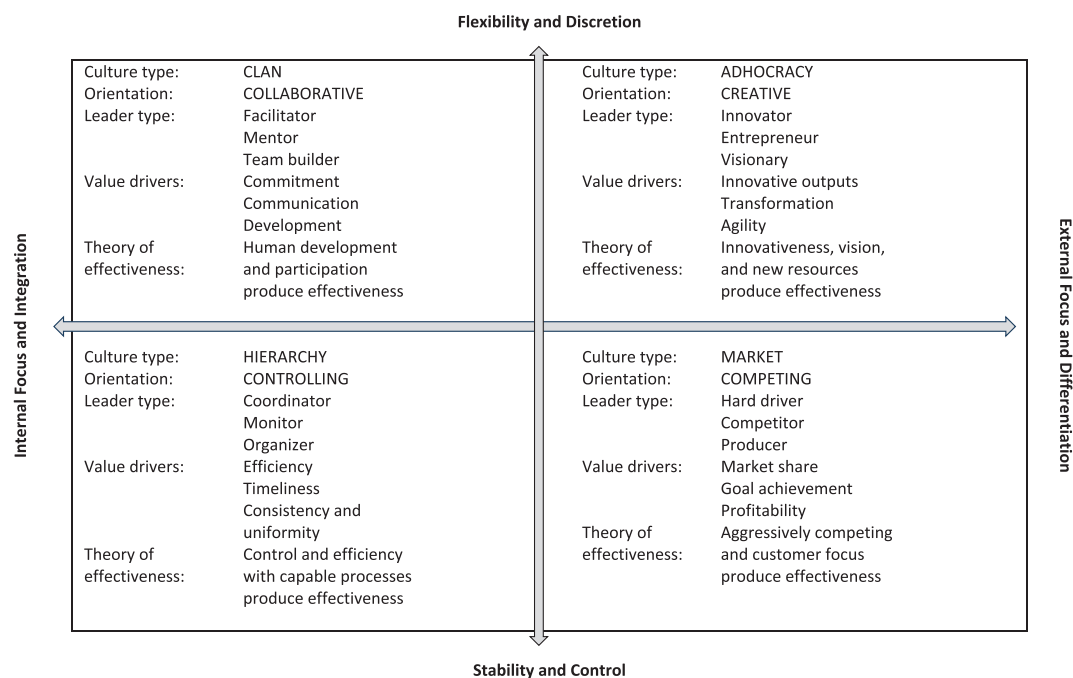 Flexibility and Discretion
Culture type: CLAN
Orientation: COLLABORATIVE
Leader type: Facilitator
Mentor
Team builder
Value drivers: Commitment
Communication
Development
Theory of Human development
effectiveness: and participation
produce effectiveness
Culture type: ADHOCRACY
Orientation: CREATIVE
Leader type: Innovator
Entrepreneur
Visionary
Value drivers: Innovative outputs
Transformation
Agility
Theory of Innovativeness, vision,
effectiveness: and new resources
produce effectiveness
Internal Focus and Integration
External Focus and Differentiation
Culture type: HIERARCHY
Orientation: CONTROLLING
Leader type: Coordinator
Monitor
Organizer
Value drivers: Efficiency
Timeliness
Consistency and
uniformity
Theory of Control and efficiency
effectiveness: with capable processes
produce effectiveness
Culture type: MARKET
Orientation: COMPETING
Leader type: Hard driver
Competitor
Producer
Value drivers: Market share
Goal achievement
Profitability
Theory of Aggressively competing
effectiveness: and customer focus
produce effectiveness
Stability and Control